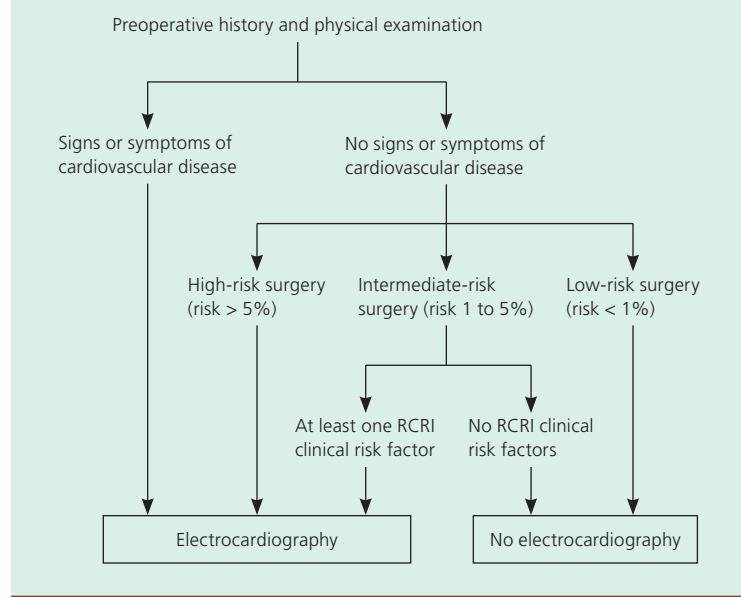 Preoperative history and physical examination
Signs or symptoms of
cardiovascular disease
No signs or symptoms of
cardiovascular disease
High-risk surgery
(risk > 5%)
Intermediate-risk
surgery (risk 1 to 5%)
Low-risk surgery
(risk < 1%)
At least one RCRI
clinical risk factor
No RCRI clinical
risk factors
Electrocardiography
No electrocardiography